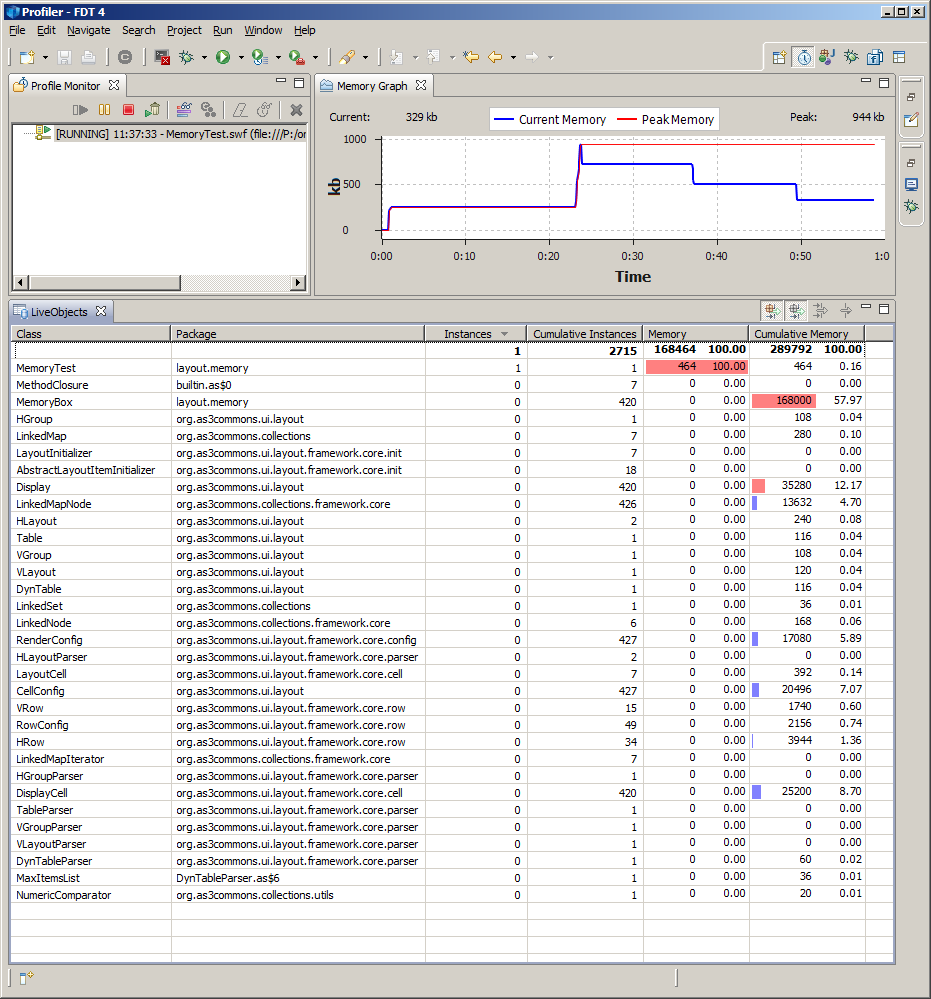 Profiler - FDT 4
File Edit Navigate Search Project Run Window Help
Profile Monitor
[RUNNING] 11:37:33 - MemoryTest.swf (file:///P:/or
Memory Graph
Current: 329 kb Current Memory Peak Memory Peak: 944 kb
1000
500
0
kb
0:00 0:10 0:20 0:30 0:40 0:50 1:0
Time
LiveObjects
Class Package Instances Cumulative Instances Memory Cumulative Memory
1 2715 168464 100.00 289792 100.00
MemoryTest layout.memory 1 1 464 100.00 464 0.16
MethodClosure builtin.as$0 0 7 0 0.00 0 0.00
MemoryBox layout.memory 0 420 0 0.00 168000 57.97
HGroup org.as3commons.ui.layout 0 1 0 0.00 108 0.04
LinkedMap org.as3commons.collections 0 7 0 0.00 280 0.10
LayoutInitializer org.as3commons.ui.layout.framework.core.init 0 7 0 0.00 0 0.00
AbstractLayoutItemInitializer org.as3commons.ui.layout.framework.core.init 0 18 0 0.00 0 0.00
Display org.as3commons.ui.layout 0 420 0 0.00 35280 12.17
LinkedMapNode org.as3commons.collections.framework.core 0 426 0 0.00 13632 4.70
HLayout org.as3commons.ui.layout 0 2 0 0.00 240 0.08
Table org.as3commons.ui.layout 0 1 0 0.00 116 0.04
VGroup org.as3commons.ui.layout 0 1 0 0.00 108 0.04
VLayout org.as3commons.ui.layout 0 1 0 0.00 120 0.04
DynTable org.as3commons.ui.layout 0 1 0 0.00 116 0.04
LinkedSet org.as3commons.collections 0 1 0 0.00 36 0.01
LinkedNode org.as3commons.collections.framework.core 0 6 0 0.00 168 0.06
RenderConfig org.as3commons.ui.layout.framework.core.config 0 427 0 0.00 17080 5.89
HLayoutParser org.as3commons.ui.layout.framework.core.parser 0 2 0 0.00 0 0.00
LayoutCell org.as3commons.ui.layout.framework.core.cell 0 7 0 0.00 392 0.14
CellConfig org.as3commons.ui.layout 0 427 0 0.00 20496 7.07
VRow org.as3commons.ui.layout.framework.core.row 0 15 0 0.00 1740 0.60
RowConfig org.as3commons.ui.layout.framework.core.row 0 49 0 0.00 2156 0.74
HRow org.as3commons.ui.layout.framework.core.row 0 34 0 0.00 3944 1.36
LinkedMapIterator org.as3commons.collections.framework.core 0 7 0 0.00 0 0.00
HGroupParser org.as3commons.ui.layout.framework.core.parser 0 1 0 0.00 0 0.00
DisplayCell org.as3commons.ui.layout.framework.core.cell 0 420 0 0.00 25200 8.70
TableParser org.as3commons.ui.layout.framework.core.parser 0 1 0 0.00 0 0.00
VGroupParser org.as3commons.ui.layout.framework.core.parser 0 1 0 0.00 0 0.00
VLayoutParser org.as3commons.ui.layout.framework.core.parser 0 1 0 0.00 0 0.00
DynTableParser org.as3commons.ui.layout.framework.core.parser 0 1 0 0.00 60 0.02
MaxItemsList DynTableParser.as$6 0 1 0 0.00 36 0.01
NumericComparator org.as3commons.collections.utils 0 1 0 0.00 20 0.01